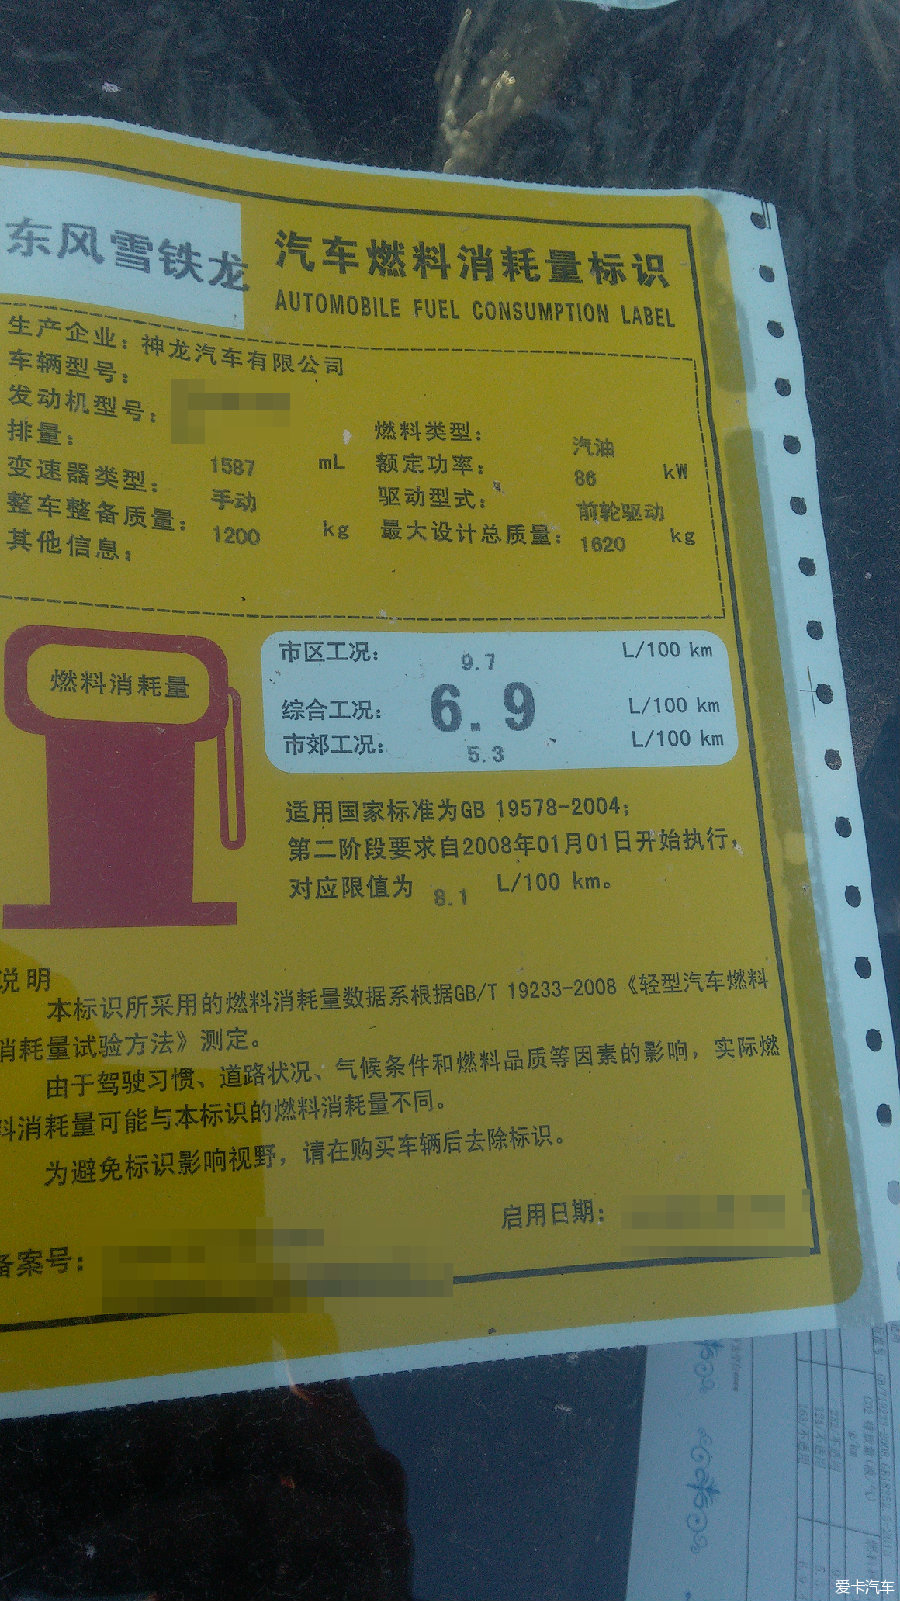 东风雪铁龙
汽车燃料消耗量标识
AUTOMOBILE FUEL CONSUMPTION LABEL
生产企业：神龙汽车有限公司
车辆型号：
发动机型号：
燃料类型： 汽油
排量： 1587 mL
额定功率： 86 kW
变速器类型： 手动
驱动型式： 前轮驱动
整车整备质量： 1200 kg
最大设计总质量： 1620 kg
其他信息：
燃料消耗量
市区工况： 9.7 L/100 km
综合工况： 6.9 L/100 km
市郊工况： 5.3 L/100 km
适用国家标准为GB 19578-2004；
第二阶段要求自2008年01月01日开始执行，
对应限值为 8.1 L/100 km。
说明
本标识所采用的燃料消耗量数据系根据GB/T 19233-2008《轻型汽车燃料
消耗量试验方法》测定。
由于驾驶习惯、道路状况、气候条件和燃料品质等因素的影响，实际燃
料消耗量可能与本标识的燃料消耗量不同。
为避免标识影响视野，请在购买车辆后去除标识。
启用日期：
备案号：
爱卡汽车